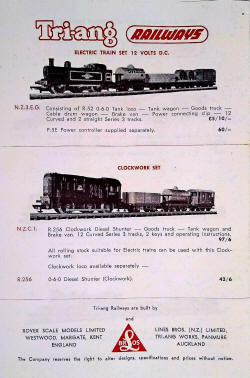 Tri-ang RAILWAYS
ELECTRIC TRAIN SET 12 VOLTS D.C.
N.Z.3.E.G. Consisting of R-52 0-6-0 Tank loco — Tank wagon — Goods truck —
Cable drum wagon — Brake van — Power connecting clip — 12
Curved and 2 straight Series 3 tracks. £5/10/—
P.5E Power controller supplied separately. 60/-
CLOCKWORK SET
N.Z.C.1. R.256 Clockwork Diesel Shunter — Goods truck — Tank wagon and
Brake van. 12 Curved Series 3 tracks, 2 keys and operating instructions.
97/6
All rolling stock suitable for Electric trains can be used with this Clock-
work set.
Clockwork loco available separately —
R.256 0-6-0 Diesel Shunter (Clockwork). 42/6
Tri-ang Railways are built by
and
ROVEX SCALE MODELS LIMITED
WESTWOOD, MARGATE, KENT
ENGLAND
LINES BROS. (N.Z.) LIMITED,
TRI-ANG WORKS, PANMURE
AUCKLAND
BROS
The Company reserves the right to alter designs, specifications and prices without notice.